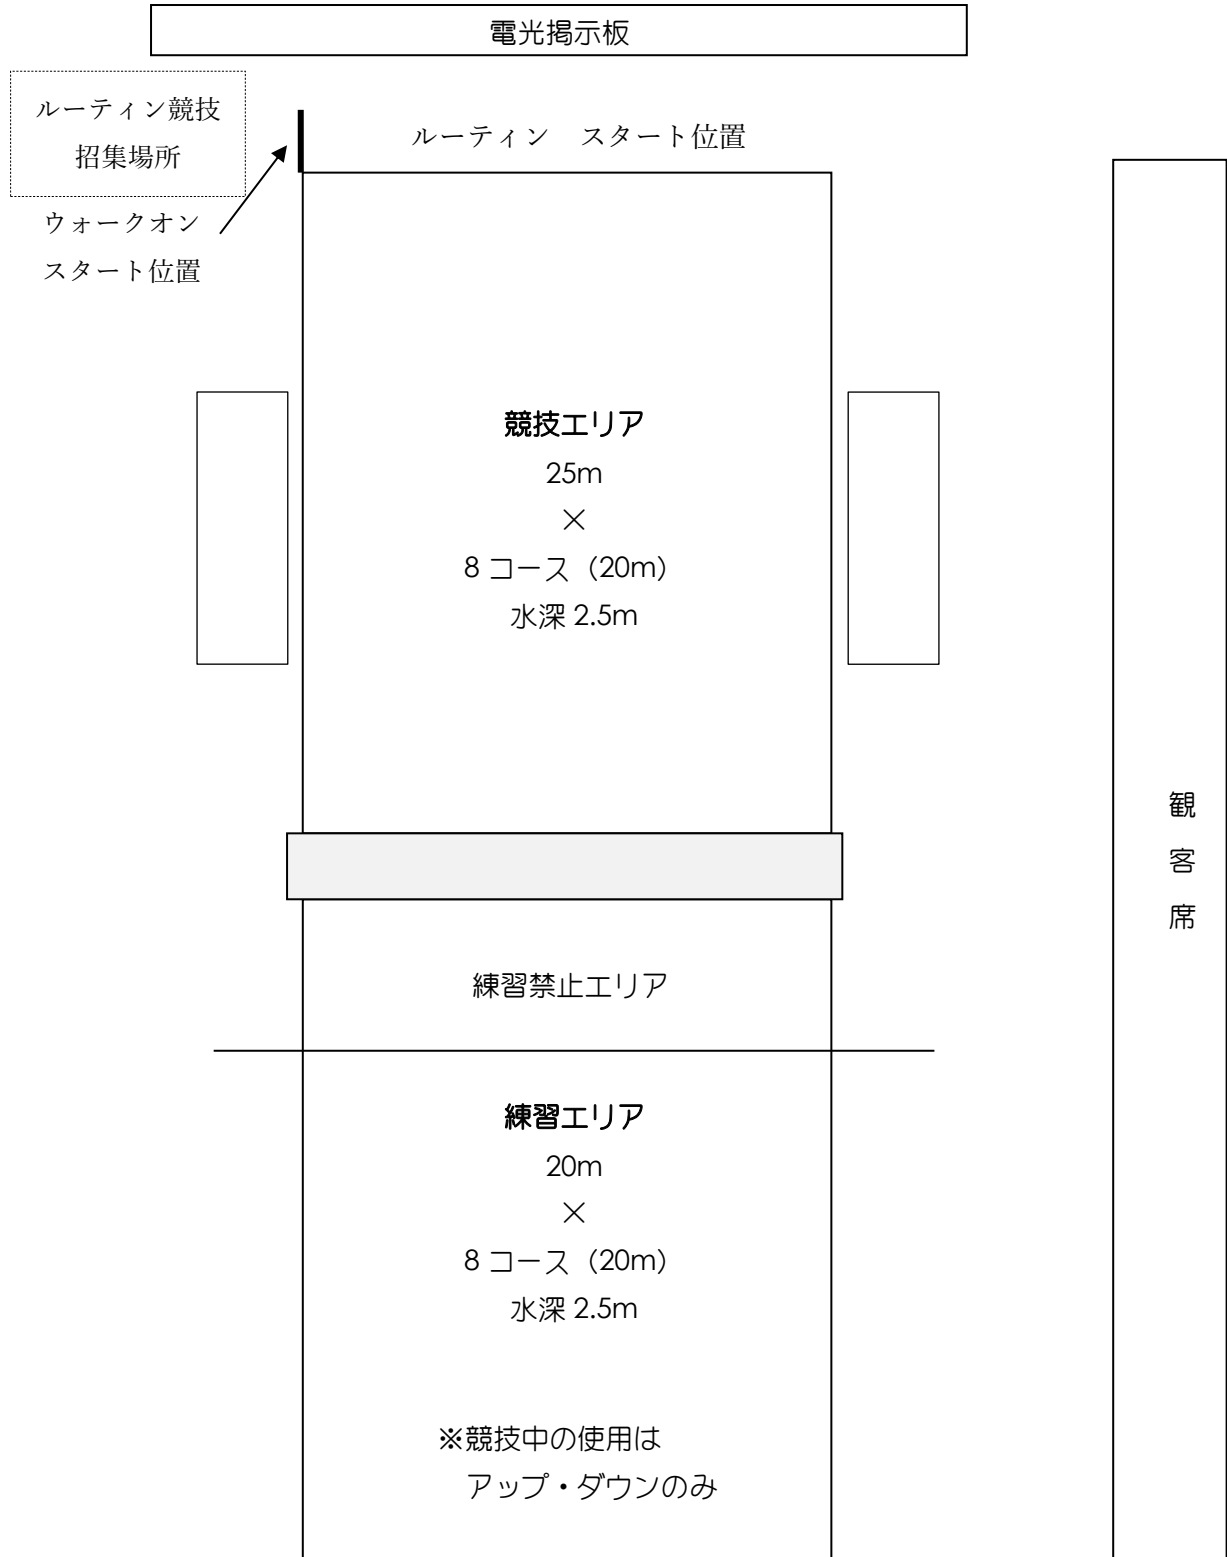 電光掲示板
ルーティン競技
招集場所
ルーティン　スタート位置
ウォークオン
スタート位置
競技エリア
25m
×
8 コース（20m）
水深 2.5m
観
客
席
練習禁止エリア
練習エリア
20m
×
8 コース（20m）
水深 2.5m
※競技中の使用は
アップ・ダウンのみ